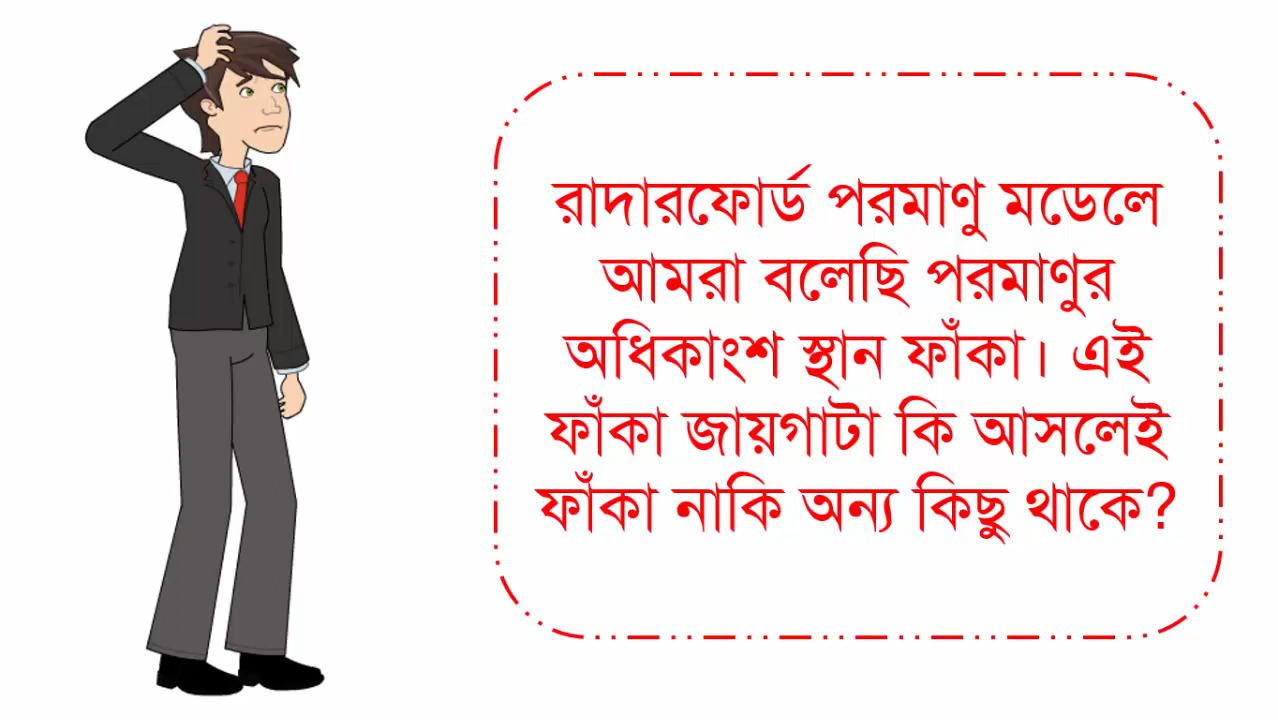 রাদারফোর্ড পরমাণু মডেলে
আমরা বলেছি পরমাণুর
অধিকাংশ স্থান ফাঁকা। এই
ফাঁকা জায়গাটা কি আসলেই
ফাঁকা নাকি অন্য কিছু থাকে?